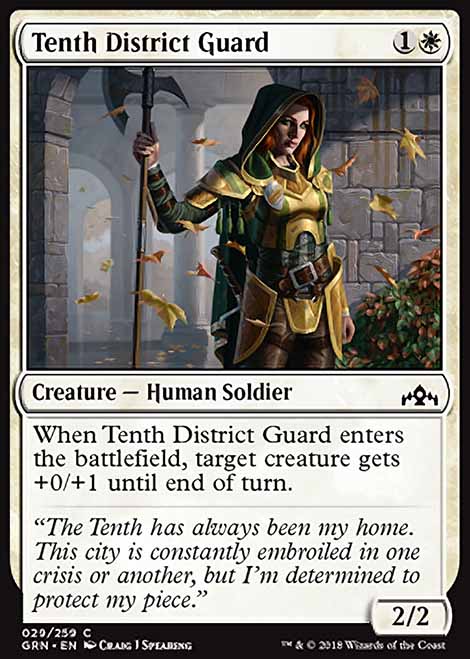 Tenth District Guard 1
Creature — Human Soldier
When Tenth District Guard enters
the battlefield, target creature gets
+0/+1 until end of turn.
“The Tenth has always been my home.
This city is constantly embroiled in one
crisis or another, but I’m determined to
protect my piece.”
2/2
029/259 C
GRN • EN Craig J Spearing
™ & © 2018 Wizards of the Coast